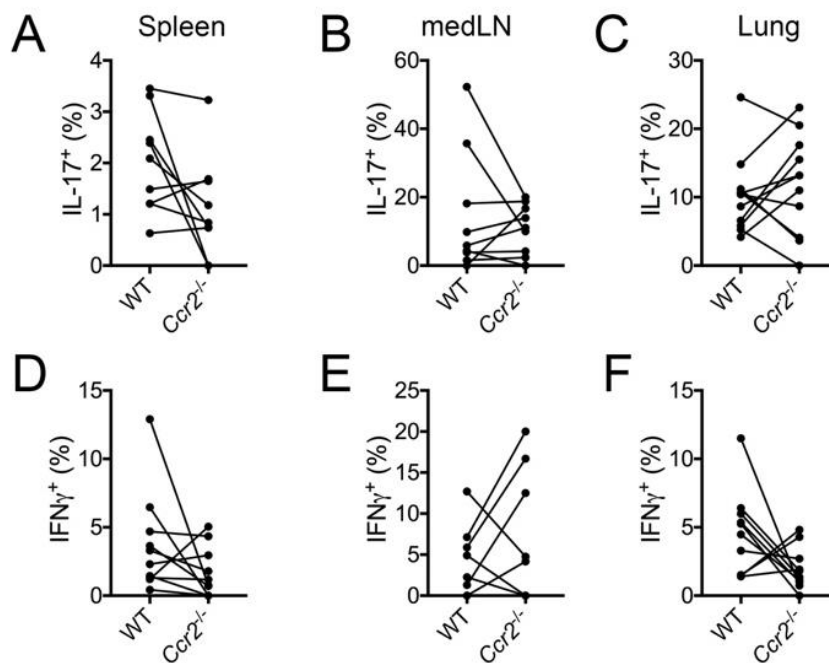 A Spleen
IL-17⁺ (%)
4
3
2
1
0
WT
Ccr2⁻/⁻
B medLN
IL-17⁺ (%)
60
40
20
0
WT
Ccr2⁻/⁻
C Lung
IL-17⁺ (%)
30
20
10
0
WT
Ccr2⁻/⁻
D
IFNγ⁺ (%)
15
10
5
0
WT
Ccr2⁻/⁻
E
IFNγ⁺ (%)
25
20
15
10
5
0
WT
Ccr2⁻/⁻
F
IFNγ⁺ (%)
15
10
5
0
WT
Ccr2⁻/⁻